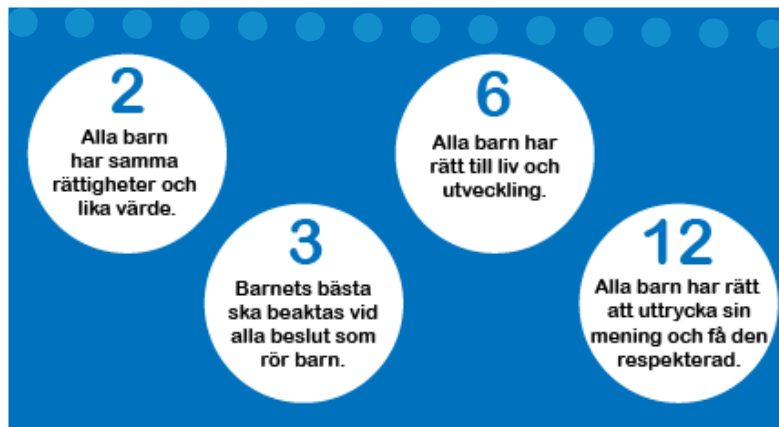 2
Alla barn
har samma
rättigheter och
lika värde.
3
Barnets bästa
ska beaktas vid
alla beslut som
rör barn.
6
Alla barn har
rätt till liv och
utveckling.
12
Alla barn har rätt
att uttrycka sin
mening och få den
respekterad.